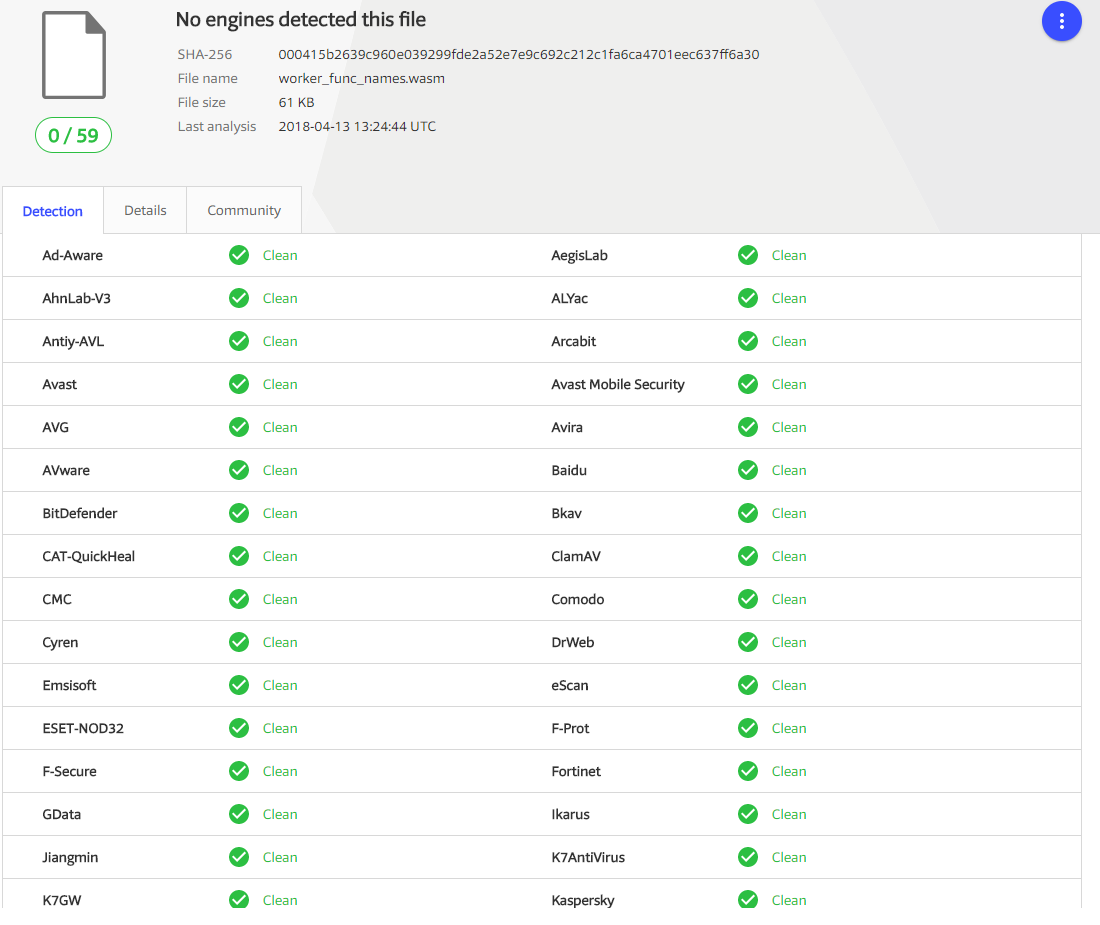 No engines detected this file
SHA-256 000415b2639c960e039299fde2a52e7e9c692c212c1fa6ca4701eec637ff6a30
File name worker_func_names.wasm
File size 61 KB
Last analysis 2018-04-13 13:24:44 UTC
0 / 59
Detection Details Community
Ad-Aware Clean AegisLab Clean
AhnLab-V3 Clean ALYac Clean
Antiy-AVL Clean Arcabit Clean
Avast Clean Avast Mobile Security Clean
AVG Clean Avira Clean
AVware Clean Baidu Clean
BitDefender Clean Bkav Clean
CAT-QuickHeal Clean ClamAV Clean
CMC Clean Comodo Clean
Cyren Clean DrWeb Clean
Emsisoft Clean eScan Clean
ESET-NOD32 Clean F-Prot Clean
F-Secure Clean Fortinet Clean
GData Clean Ikarus Clean
Jiangmin Clean K7AntiVirus Clean
K7GW Clean Kaspersky Clean